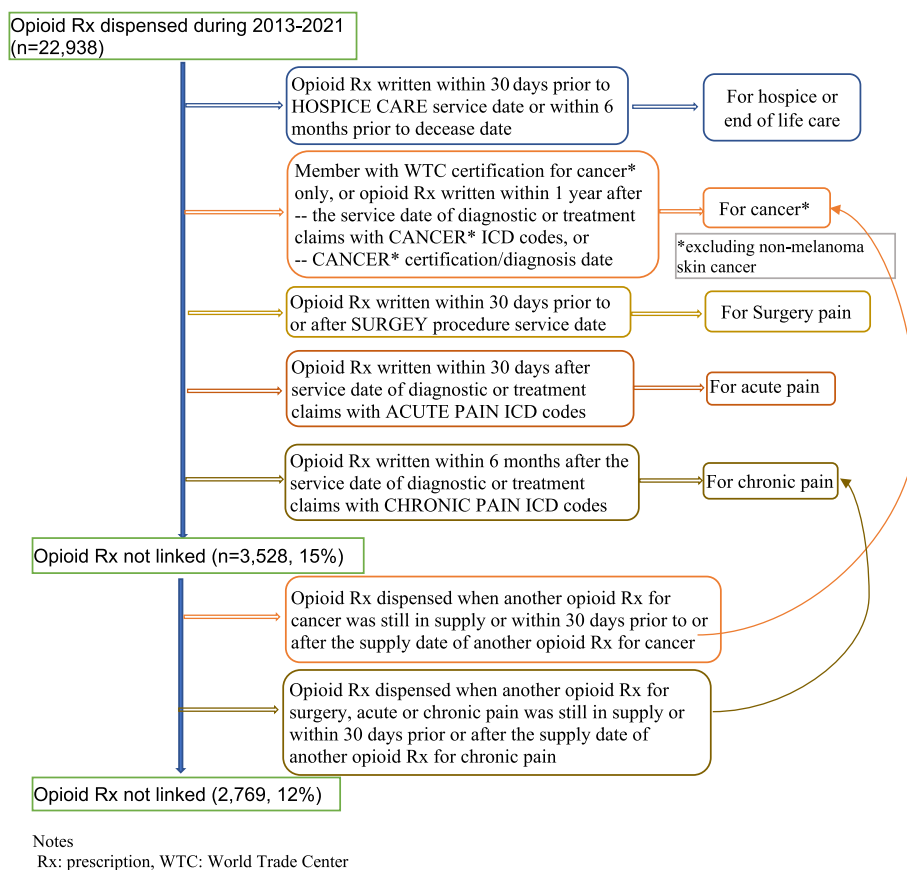 Opioid Rx dispensed during 2013-2021
(n=22,938)
Opioid Rx written within 30 days prior to
HOSPICE CARE service date or within 6
months prior to decease date
For hospice or
end of life care
Member with WTC certification for cancer*
only, or opioid Rx written within 1 year after
-- the service date of diagnostic or treatment
claims with CANCER* ICD codes, or
-- CANCER* certification/diagnosis date
For cancer*
*excluding non-melanoma
skin cancer
Opioid Rx written within 30 days prior to
or after SURGEY procedure service date
For Surgery pain
Opioid Rx written within 30 days after
service date of diagnostic or treatment
claims with ACUTE PAIN ICD codes
For acute pain
Opioid Rx written within 6 months after the
service date of diagnostic or treatment
claims with CHRONIC PAIN ICD codes
For chronic pain
Opioid Rx not linked (n=3,528, 15%)
Opioid Rx dispensed when another opioid Rx for
cancer was still in supply or within 30 days prior to or
after the supply date of another opioid Rx for cancer
Opioid Rx dispensed when another opioid Rx for
surgery, acute or chronic pain was still in supply or
within 30 days prior or after the supply date of
another opioid Rx for chronic pain
Opioid Rx not linked (2,769, 12%)
Notes
Rx: prescription, WTC: World Trade Center